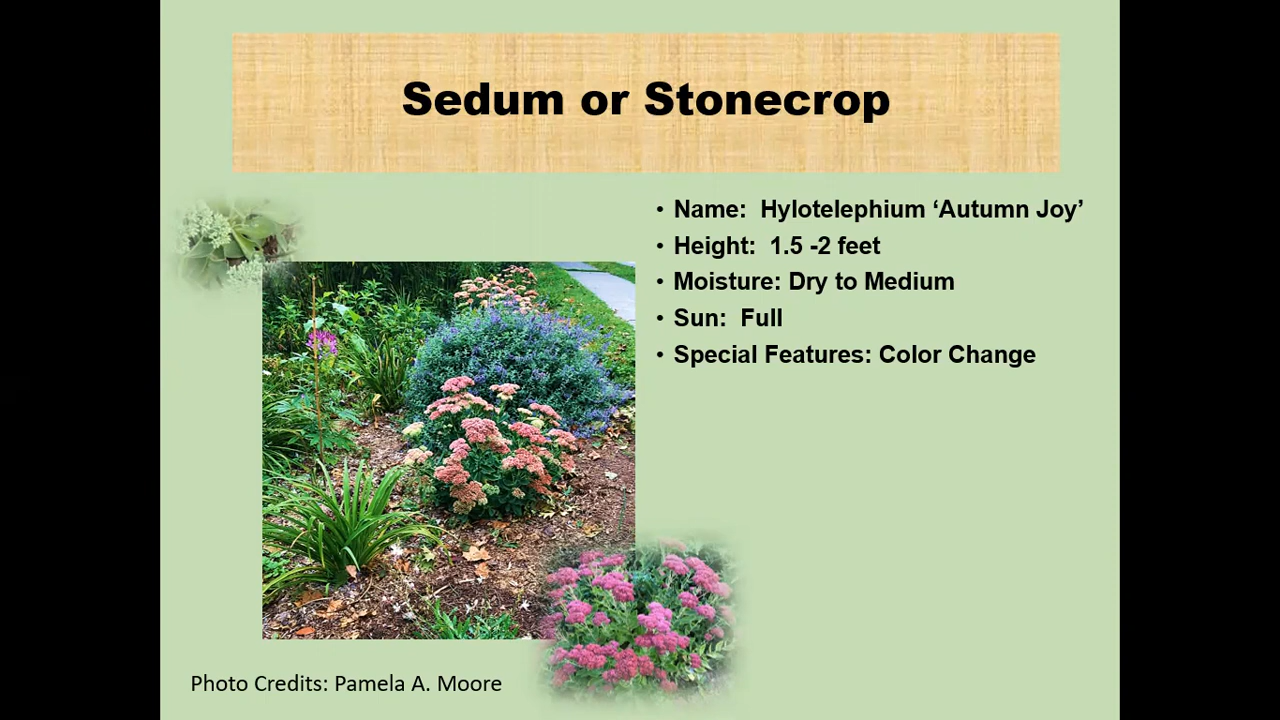 Sedum or Stonecrop
• Name:  Hylotelephium ‘Autumn Joy’
• Height:  1.5 -2 feet
• Moisture: Dry to Medium
• Sun:  Full
• Special Features: Color Change
Photo Credits: Pamela A. Moore